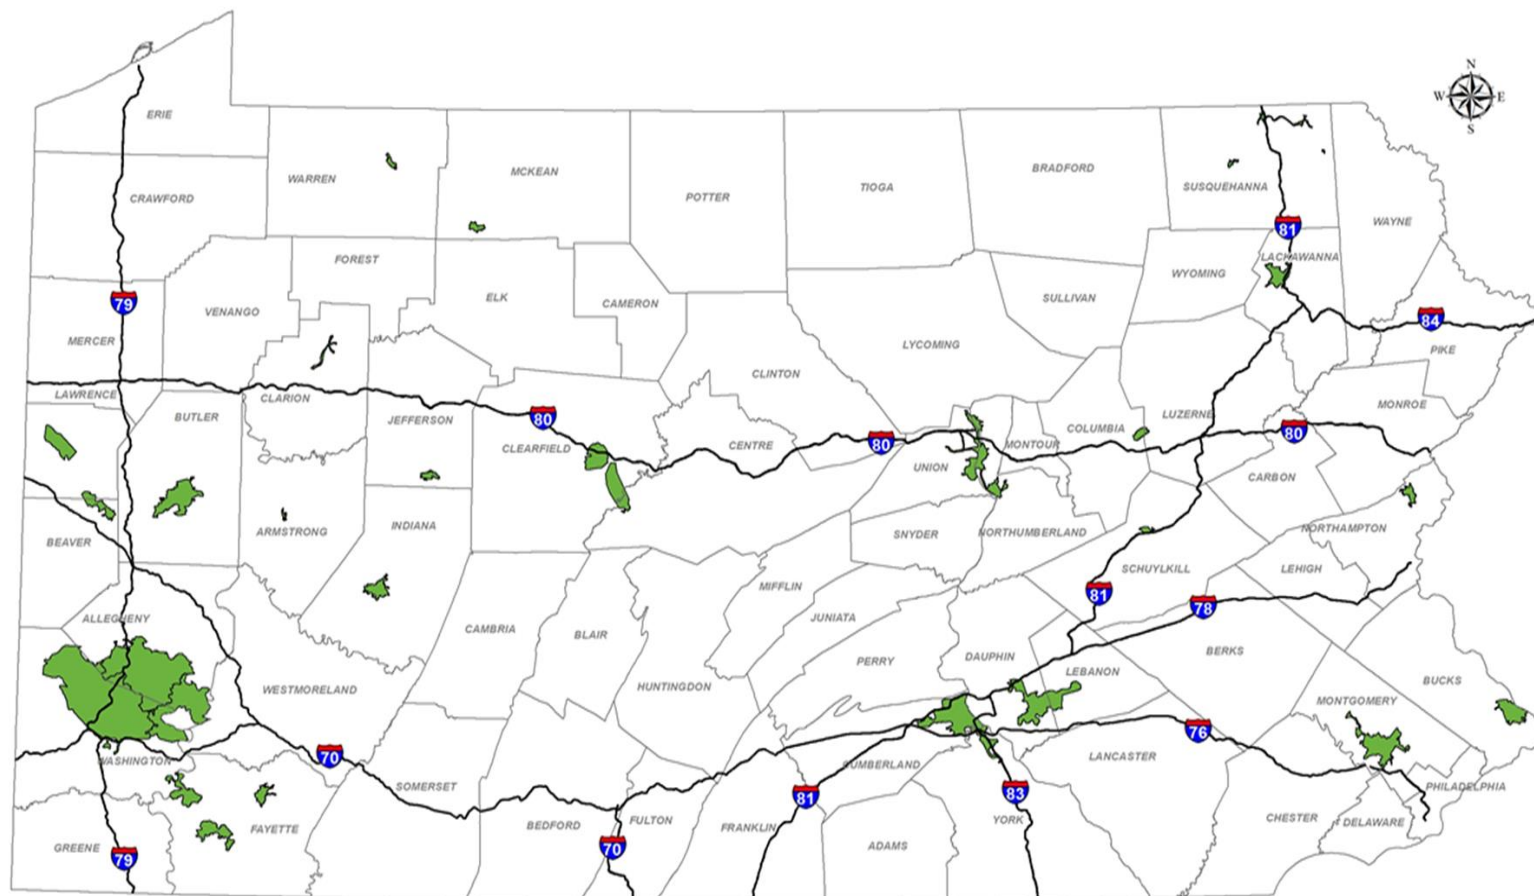 N
W E
S
ERIE
WARREN
MCKEAN
POTTER
TIOGA
BRADFORD
SUSQUEHANNA
WAYNE
CRAWFORD
81
FOREST
LACKAWANNA
WYOMING
VENANGO
ELK
CAMERON
SULLIVAN
79
84
MERCER
LYCOMING
PIKE
CLINTON
LAWRENCE
CLARION
MONROE
BUTLER
JEFFERSON
80
LUZERNE
COLUMBIA
80
CLEARFIELD
CENTRE
80
MONTOUR
UNION
CARBON
ARMSTRONG
INDIANA
NORTHAMPTON
BEAVER
SNYDER
NORTHUMBERLAND
SCHUYLKILL
LEHIGH
MIFFLIN
81
78
ALLEGHENY
JUNIATA
CAMBRIA
BLAIR
PERRY
DAUPHIN
BERKS
LEBANON
BUCKS
WESTMORELAND
HUNTINGDON
MONTGOMERY
76
WASHINGTON
70
CUMBERLAND
LANCASTER
SOMERSET
PHILADELPHIA
81
83
FAYETTE
BEDFORD
FULTON
FRANKLIN
YORK
CHESTER
DELAWARE
GREENE
79
70
ADAMS